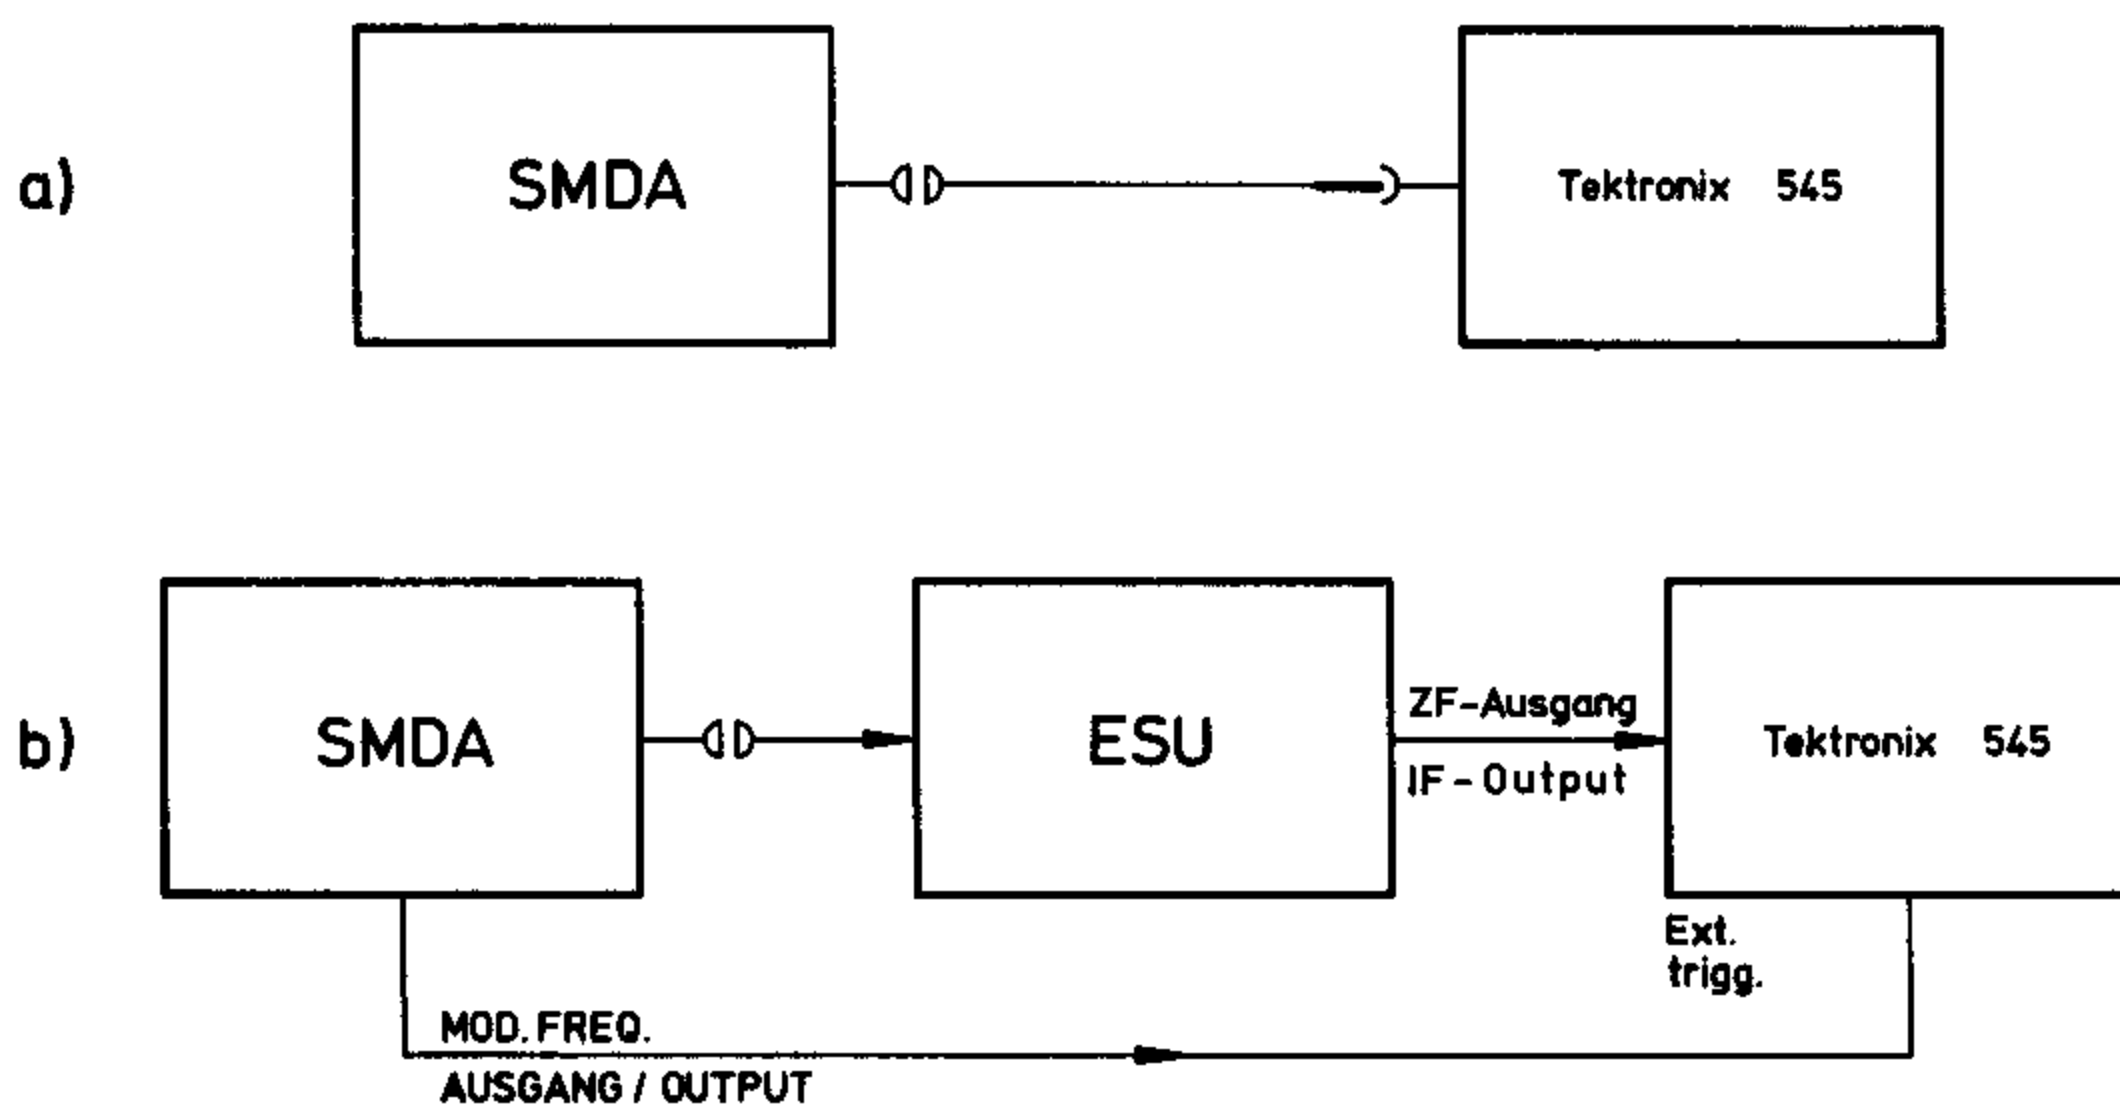 a)
SMDA
Tektronix 545
b)
SMDA
ESU
ZF-Ausgang
IF-Output
Tektronix 545
Ext.
trigg.
MOD. FREQ.
AUSGANG / OUTPUT